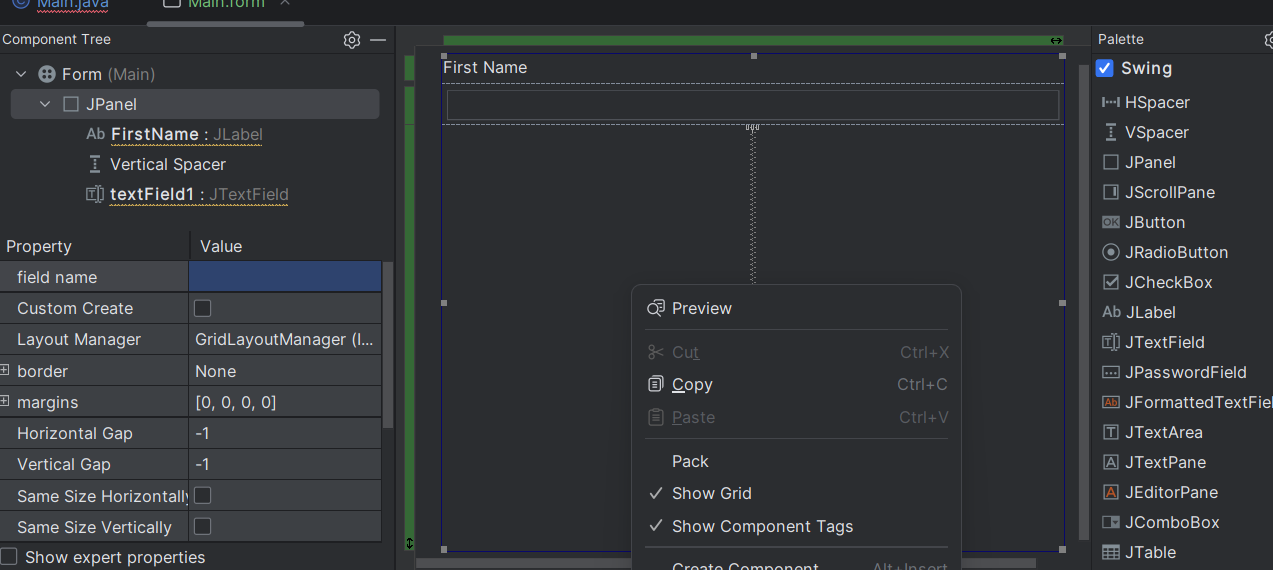 Main.java
Main.form
Component Tree
Form (Main)
JPanel
Ab FirstName : JLabel
Vertical Spacer
textField1 : JTextField
Property Value
field name
Custom Create
Layout Manager GridLayoutManager (I...
border None
margins [0, 0, 0, 0]
Horizontal Gap -1
Vertical Gap -1
Same Size Horizontally
Same Size Vertically
Show expert properties
First Name
Preview
Cut Ctrl+X
Copy Ctrl+C
Paste Ctrl+V
Pack
Show Grid
Show Component Tags
Create Component Alt+Insert
Palette
Swing
HSpacer
VSpacer
JPanel
JScrollPane
OK JButton
JRadioButton
JCheckBox
Ab JLabel
T JTextField
JPasswordField
Ab JFormattedTextFiel
T JTextArea
A JTextPane
A JEditorPane
JComboBox
JTable